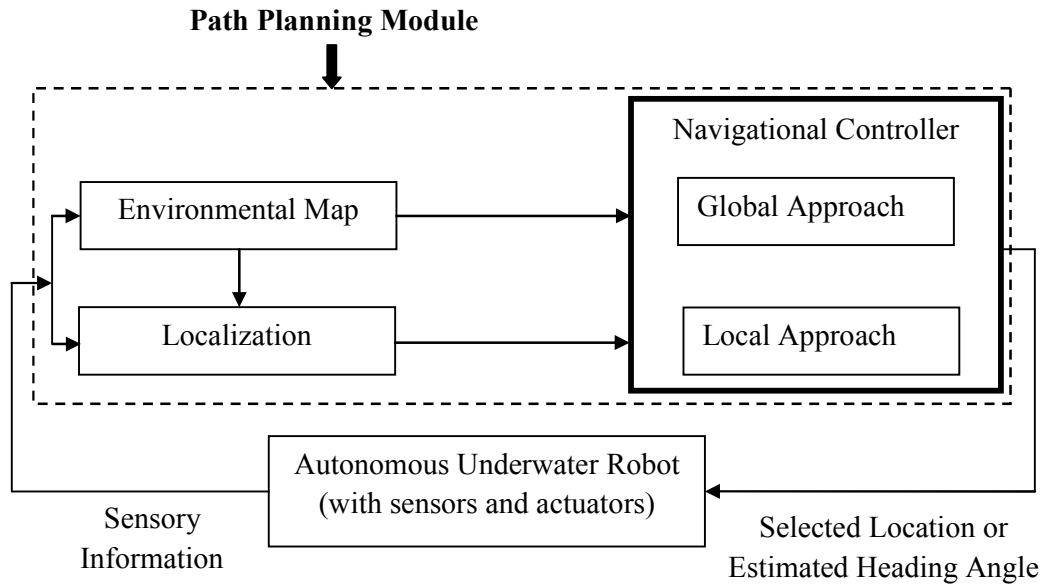 Path Planning Module
Navigational Controller
Environmental Map
Global Approach
Localization
Local Approach
Autonomous Underwater Robot
(with sensors and actuators)
Sensory
Information
Selected Location or
Estimated Heading Angle